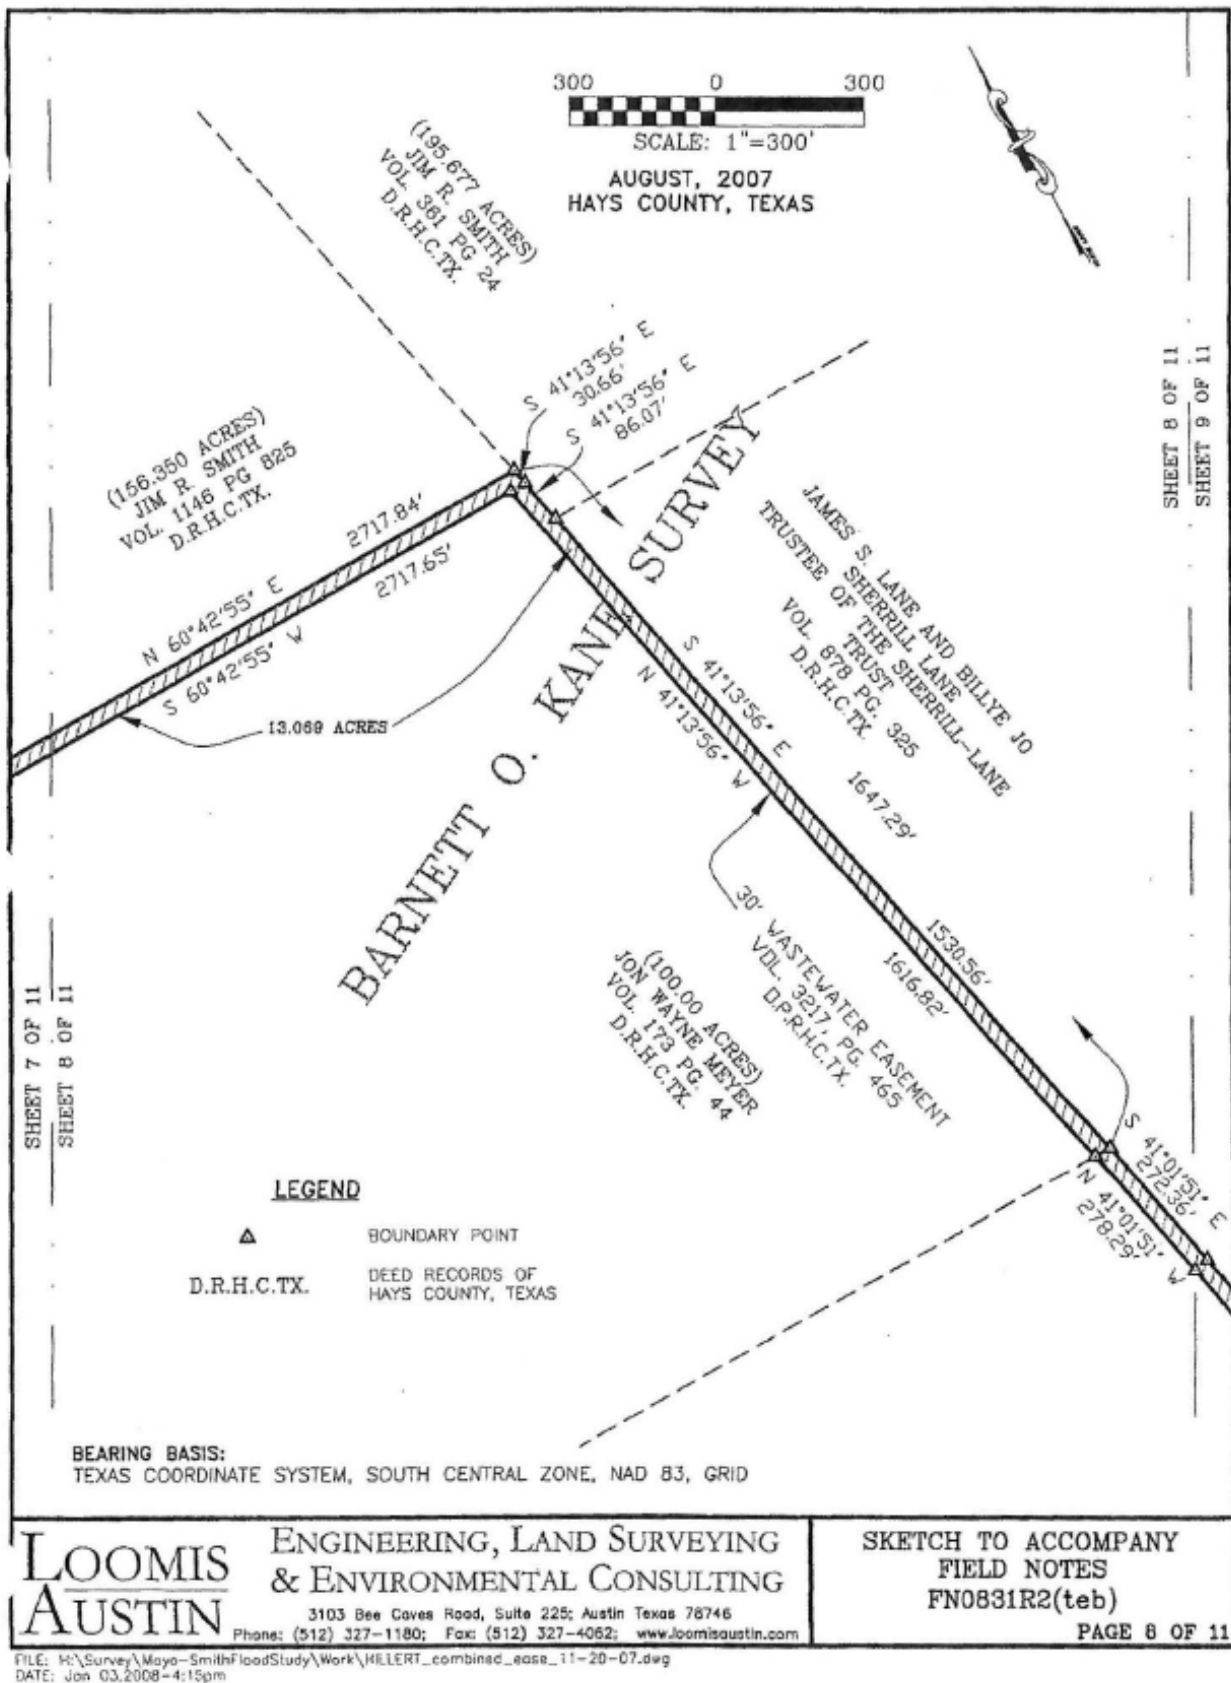 300 0 300
SCALE: 1"=300'
AUGUST, 2007
HAYS COUNTY, TEXAS
(195.677 ACRES)
JIM R. SMITH
VOL. 361 PG 24
D.R.H.C.TX.
S 41°13'56" E
30.66'
S 41°13'56" E
86.07'
(156.350 ACRES)
JIM R. SMITH
VOL. 1146 PG 825
D.R.H.C.TX.
2717.84'
2717.65'
N 60°42'55" E
S 60°42'55" W
13.069 ACRES
BARNETT O. KANE SURVEY
JAMES S. LANE AND BILLYE JO
SHERRILL LANE
TRUSTEE OF THE SHERRILL-LANE
TRUST
VOL. 878 PG. 325
D.R.H.C.TX.
S 41°13'56" E
N 41°13'56" W
1647.29'
1530.56'
1616.82'
30' WASTEWATER EASEMENT
VOL. 3217, PG. 465
D.P.R.H.C.TX.
(100.00 ACRES)
JON WAYNE MEYER
VOL. 173 PG. 44
D.R.H.C.TX.
S 41°01'51" E
272.36'
N 41°01'51" W
278.29'
SHEET 8 OF 11
SHEET 9 OF 11
SHEET 7 OF 11
SHEET 8 OF 11
LEGEND
BOUNDARY POINT
D.R.H.C.TX. DEED RECORDS OF
HAYS COUNTY, TEXAS
BEARING BASIS:
TEXAS COORDINATE SYSTEM, SOUTH CENTRAL ZONE, NAD 83, GRID
LOOMIS
AUSTIN
ENGINEERING, LAND SURVEYING
& ENVIRONMENTAL CONSULTING
3103 Bee Caves Road, Suite 225; Austin Texas 78746
Phone: (512) 327-1180; Fax: (512) 327-4062; www.loomisaustin.com
SKETCH TO ACCOMPANY
FIELD NOTES
FN0831R2(teb)
PAGE 8 OF 11
FILE: H:\Survey\Mayo-SmithFloodStudy\Work\HILLERT_combined_ease_11-20-07.dwg
DATE: Jan 03,2008-4:15pm